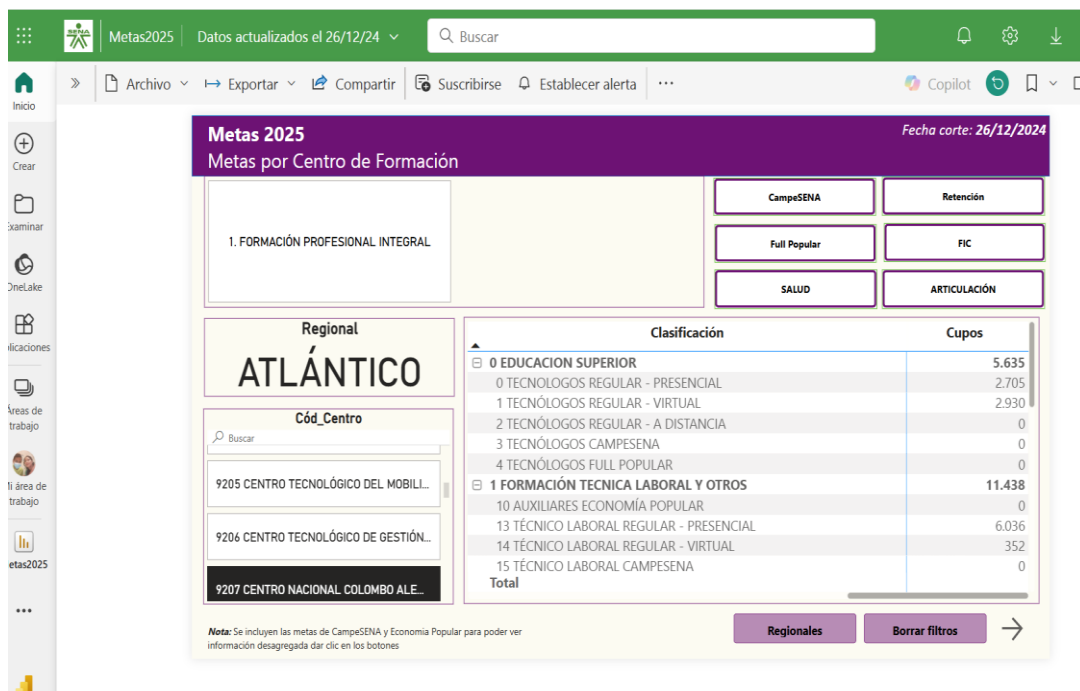 SENA
Metas2025
Datos actualizados el 26/12/24
Buscar
Inicio
Crear
Examinar
OneLake
plicaciones
Áreas de
trabajo
Mi área de
trabajo
etas2025
Archivo
Exportar
Compartir
Suscribirse
Establecer alerta
Copilot
Metas 2025
Fecha corte: 26/12/2024
Metas por Centro de Formación
1. FORMACIÓN PROFESIONAL INTEGRAL
CampeSENA
Retención
Full Popular
FIC
SALUD
ARTICULACIÓN
Regional
ATLÁNTICO
Cód_Centro
Buscar
9205 CENTRO TECNOLÓGICO DEL MOBILI...
9206 CENTRO TECNOLÓGICO DE GESTIÓN...
9207 CENTRO NACIONAL COLOMBO ALE...
Clasificación Cupos
0 EDUCACION SUPERIOR 5.635
0 TECNOLOGOS REGULAR - PRESENCIAL 2.705
1 TECNÓLOGOS REGULAR - VIRTUAL 2.930
2 TECNÓLOGOS REGULAR - A DISTANCIA 0
3 TECNÓLOGOS CAMPESENA 0
4 TECNÓLOGOS FULL POPULAR 0
1 FORMACIÓN TECNICA LABORAL Y OTROS 11.438
10 AUXILIARES ECONOMÍA POPULAR 0
13 TÉCNICO LABORAL REGULAR - PRESENCIAL 6.036
14 TÉCNICO LABORAL REGULAR - VIRTUAL 352
15 TÉCNICO LABORAL CAMPESENA 0
Total
Nota: Se incluyen las metas de CampeSENA y Economia Popular para poder ver
información desagregada dar clic en los botones
Regionales
Borrar filtros